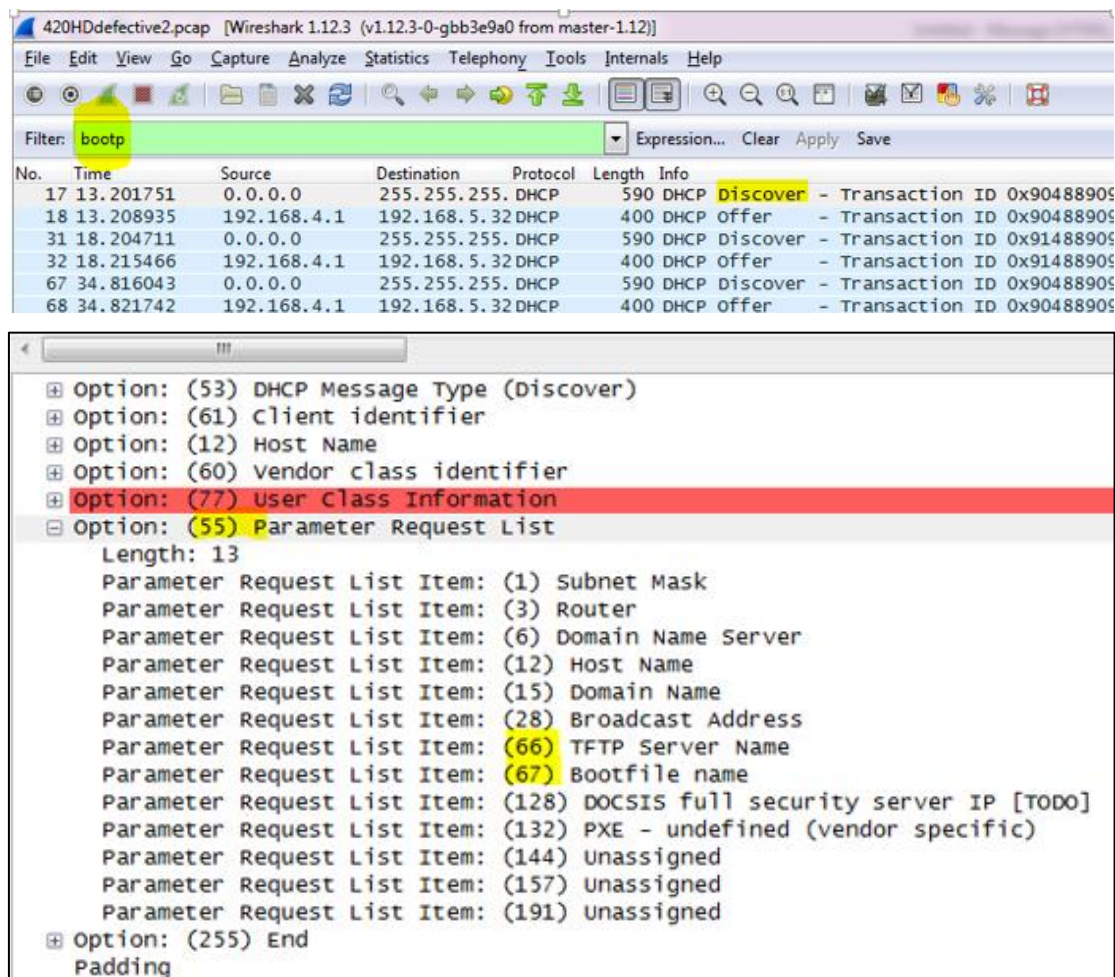 420HDdefective2.pcap [Wireshark 1.12.3 (v1.12.3-0-gbb3e9a0 from master-1.12)]
File Edit View Go Capture Analyze Statistics Telephony Tools Internals Help
Filter: bootp Expression... Clear Apply Save
No. Time Source Destination Protocol Length Info
17 13.201751 0.0.0.0 255.255.255. DHCP 590 DHCP Discover - Transaction ID 0x90488909
18 13.208935 192.168.4.1 192.168.5.32 DHCP 400 DHCP Offer - Transaction ID 0x90488909
31 18.204711 0.0.0.0 255.255.255. DHCP 590 DHCP Discover - Transaction ID 0x91488909
32 18.215466 192.168.4.1 192.168.5.32 DHCP 400 DHCP Offer - Transaction ID 0x91488909
67 34.816043 0.0.0.0 255.255.255. DHCP 590 DHCP Discover - Transaction ID 0x90488909
68 34.821742 192.168.4.1 192.168.5.32 DHCP 400 DHCP Offer - Transaction ID 0x90488909
Option: (53) DHCP Message Type (Discover)
Option: (61) Client identifier
Option: (12) Host Name
Option: (60) Vendor class identifier
Option: (77) User Class Information
Option: (55) Parameter Request List
Length: 13
Parameter Request List Item: (1) Subnet Mask
Parameter Request List Item: (3) Router
Parameter Request List Item: (6) Domain Name Server
Parameter Request List Item: (12) Host Name
Parameter Request List Item: (15) Domain Name
Parameter Request List Item: (28) Broadcast Address
Parameter Request List Item: (66) TFTP Server Name
Parameter Request List Item: (67) Bootfile name
Parameter Request List Item: (128) DOCSIS full security server IP [TODO]
Parameter Request List Item: (132) PXE - undefined (vendor specific)
Parameter Request List Item: (144) Unassigned
Parameter Request List Item: (157) Unassigned
Parameter Request List Item: (191) Unassigned
Option: (255) End
Padding